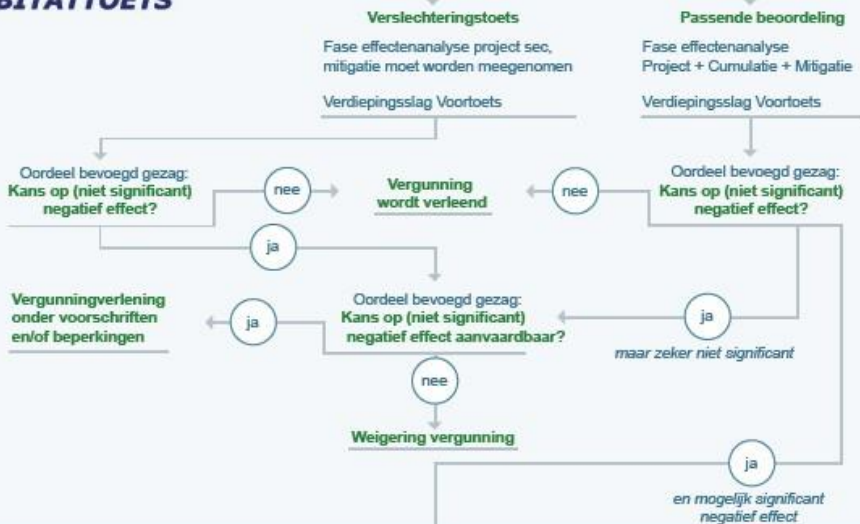 BITATTOETS
Verslechteringstoets
Fase effectenanalyse project sec,
mitigatie moet worden meegenomen
Verdiepingsslag Voortoets
Passende beoordeling
Fase effectenanalyse
Project + Cumulatie + Mitigatie
Verdiepingsslag Voortoets
Oordeel bevoegd gezag:
Kans op (niet significant)
negatief effect?
nee
Vergunning
wordt verleend
nee
Oordeel bevoegd gezag:
Kans op (niet significant)
negatief effect?
ja
Vergunningverlening
onder voorschriften
en/of beperkingen
ja
Oordeel bevoegd gezag:
Kans op (niet significant)
negatief effect aanvaardbaar?
ja
maar zeker niet significant
nee
Weigering vergunning
ja
en mogelijk significant
negatief effect